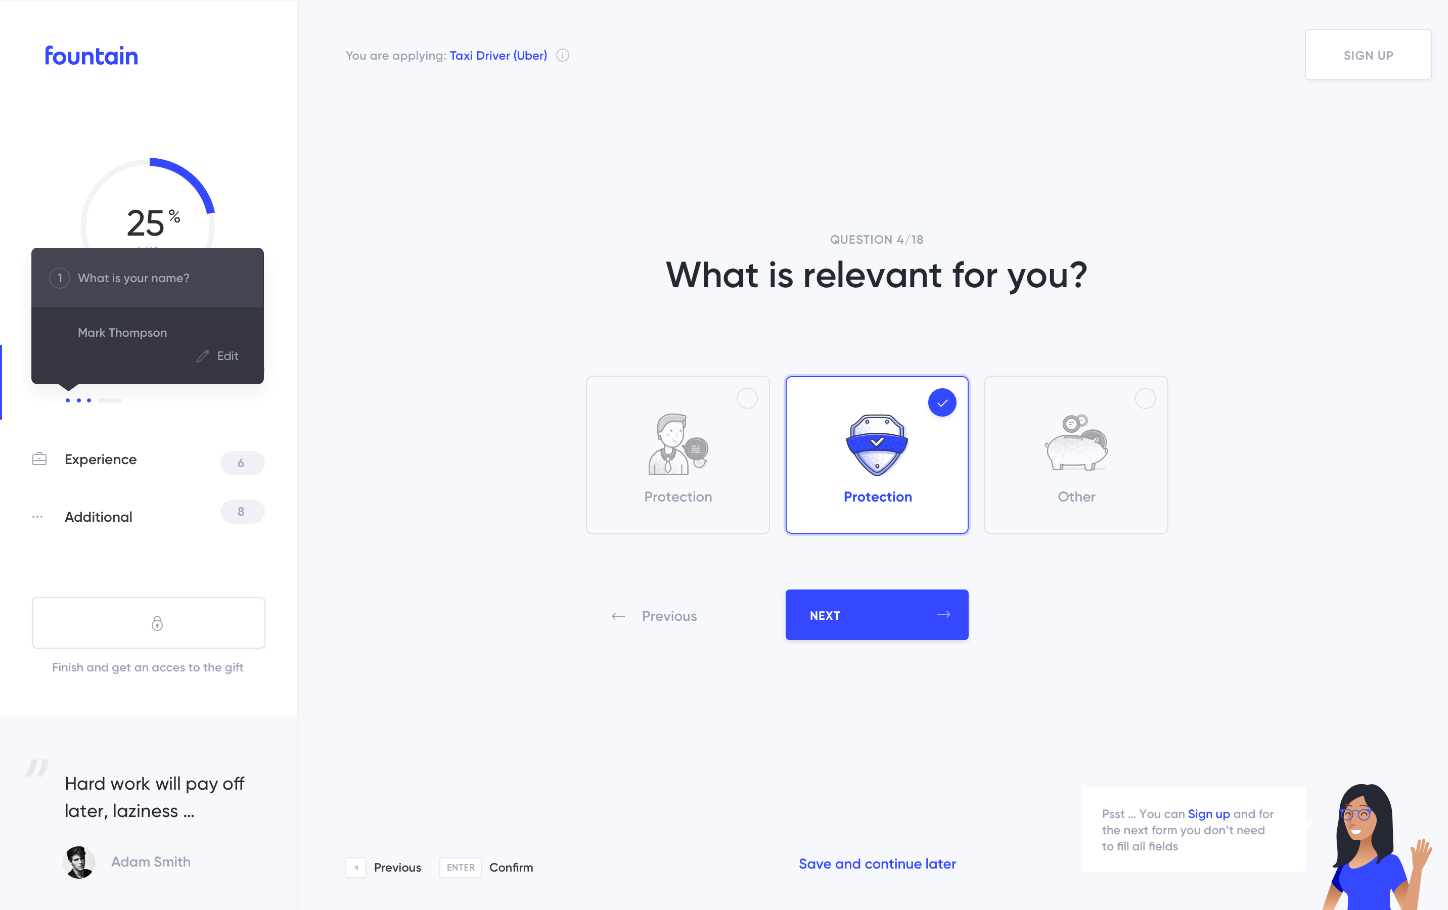 fountain
You are applying: Taxi Driver (Uber)
SIGN UP
25%
1 What is your name?
Mark Thompson
Edit
Experience 6
Additional 8
Finish and get an acces to the gift
QUESTION 4/18
What is relevant for you?
Protection
Protection
Other
Previous
NEXT
"
Hard work will pay off
later, laziness ...
Adam Smith
Previous
ENTER Confirm
Save and continue later
Psst ... You can Sign up and for
the next form you don't need
to fill all fields